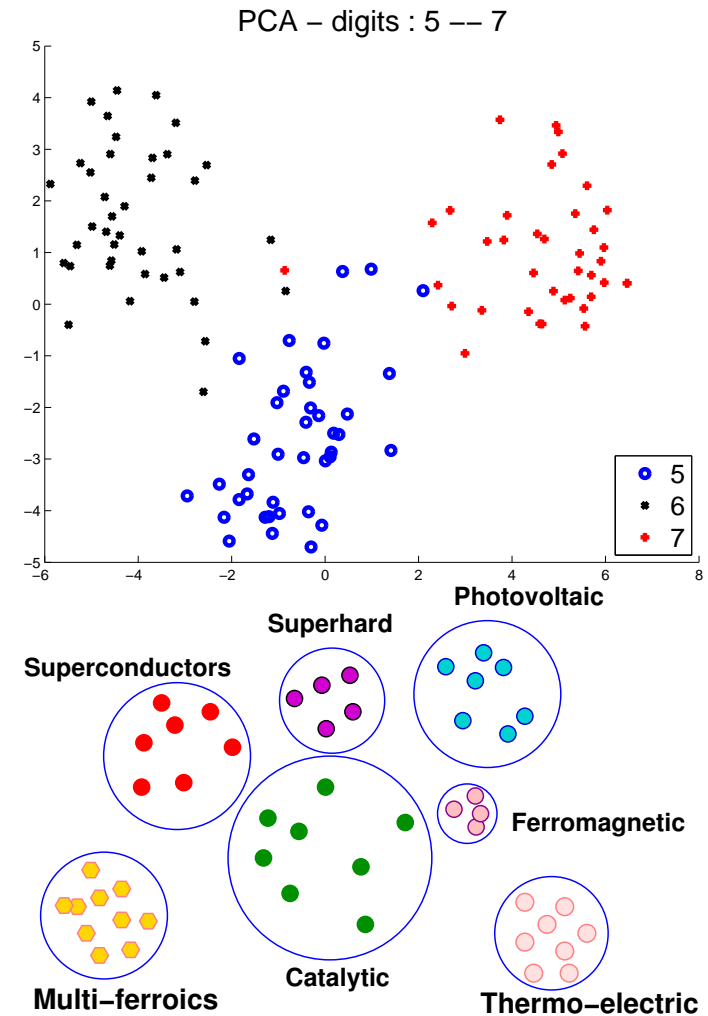 PCA − digits : 5 −− 7
5
4
3
2
1
0
−1
−2
−3
−4
−5
−6
−4
−2
0
2
4
6
8
5
6
7
Photovoltaic
Superhard
Superconductors
Ferromagnetic
Catalytic
Multi−ferroics
Thermo−electric